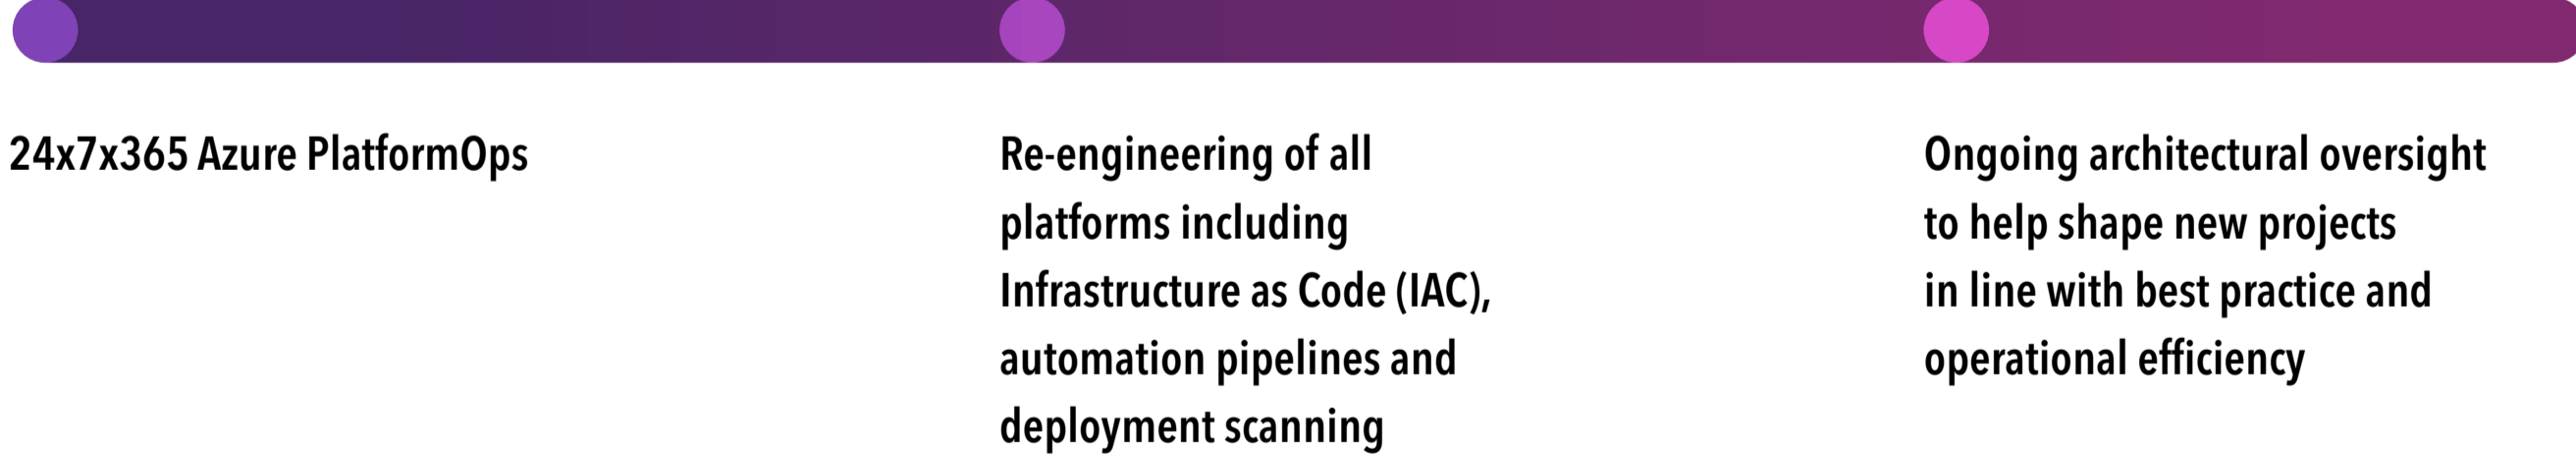 24x7x365 Azure PlatformOps
Re-engineering of all
platforms including
Infrastructure as Code (IAC),
automation pipelines and
deployment scanning
Ongoing architectural oversight
to help shape new projects
in line with best practice and
operational efficiency